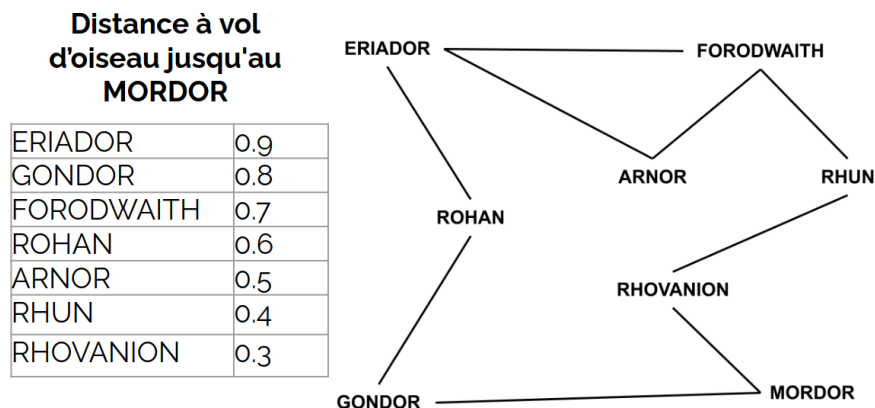 Distance à vol
d'oiseau jusqu'au
MORDOR
ERIADOR 0.9
GONDOR 0.8
FORODWAITH 0.7
ROHAN 0.6
ARNOR 0.5
RHUN 0.4
RHOVANION 0.3
ERIADOR
FORODWAITH
ARNOR
RHUN
ROHAN
RHOVANION
GONDOR
MORDOR